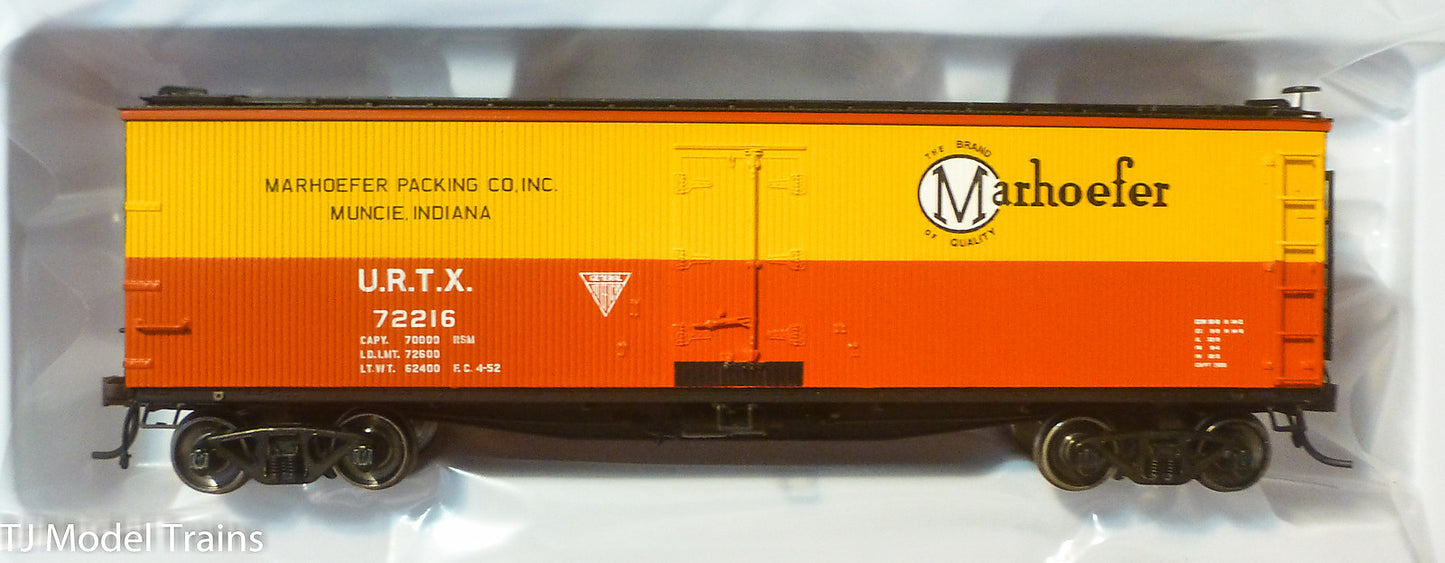 MARHOEFER PACKING CO., INC.
MUNCIE, INDIANA
U.R.T.X.
72216
CAPY. 70000 RSM
LD.LMT. 72600
LT.WT. 62400 F.C. 4-52
THE BRAND
Marhoefer
OF QUALITY
TJ Model Trains